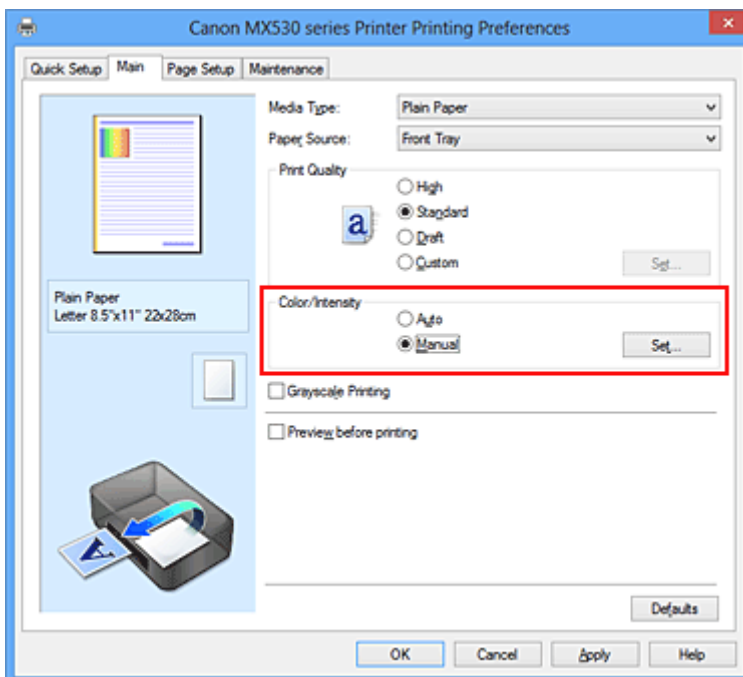 Canon MX530 series Printer Printing Preferences
Quick Setup Main Page Setup Maintenance
Media Type: Plain Paper
Paper Source: Front Tray
Print Quality
High
a Standard
Draft
Custom Set...
Plain Paper
Letter 8.5"x11" 22x28cm
Color/Intensity
Auto
Manual Set...
Grayscale Printing
Preview before printing
A
Defaults
OK Cancel Apply Help